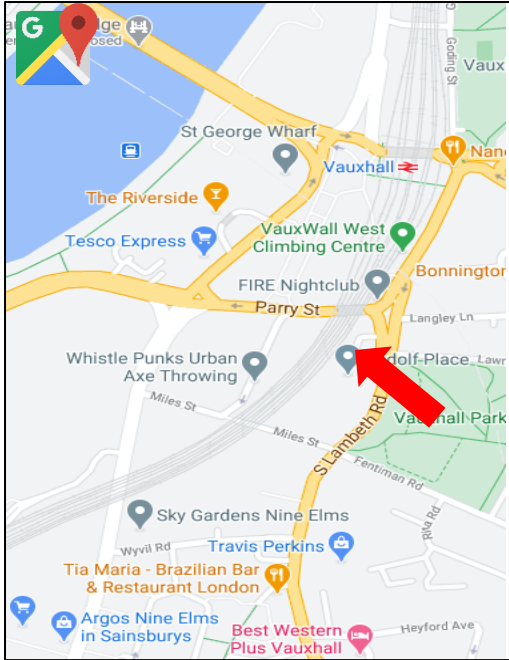 G
dge
osed
Goding St
Vaux
St George Wharf
Vauxhall
Nand
The Riverside
VauxWall West
Climbing Centre
Tesco Express
Bonnington
FIRE Nightclub
Parry St
Langley Ln
Whistle Punks Urban
Axe Throwing
dolf Place
Lawr
Miles St
Vauxhall Park
Miles St
S Lambeth Rd
Fentiman Rd
Rita Rd
Sky Gardens Nine Elms
Wyvil Rd
Travis Perkins
Tia Maria - Brazilian Bar
& Restaurant London
Argos Nine Elms
in Sainsburys
Heyford Ave
Best Western
Plus Vauxhall